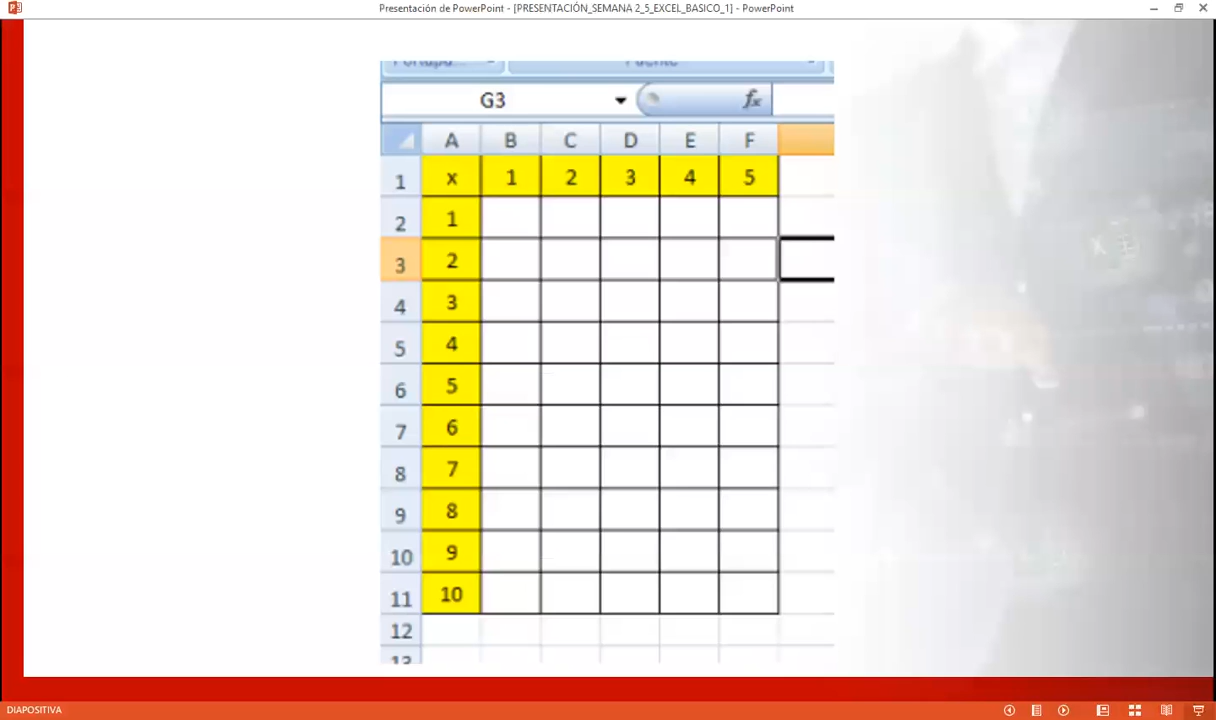 Presentación de PowerPoint - [PRESENTACIÓN_SEMANA 2_5_EXCEL_BASICO_1] - PowerPoint
G3 fx
A B C D E F
1 x 1 2 3 4 5
2 1
3 2
4 3
5 4
6 5
7 6
8 7
9 8
10 9
11 10
12
13
DIAPOSITIVA